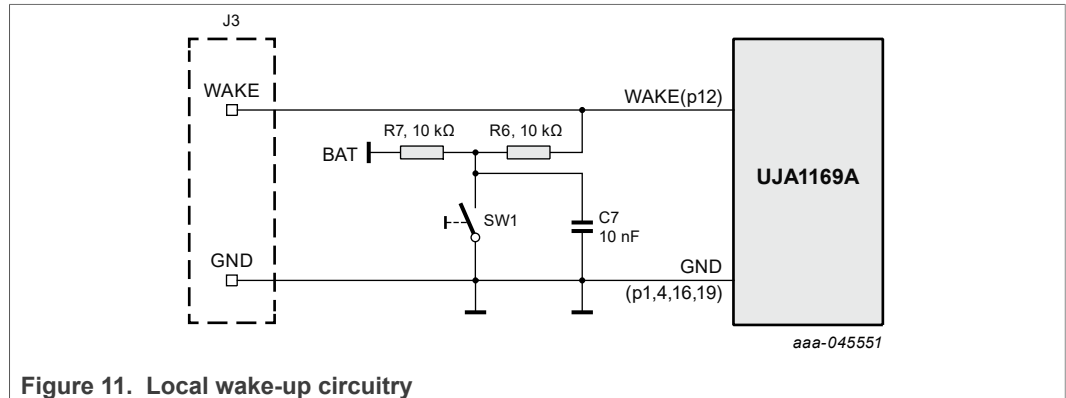 J3
WAKE
WAKE(p12)
R7, 10 kΩ
R6, 10 kΩ
BAT
UJA1169A
SW1
C7
10 nF
GND
GND
(p1,4,16,19)
aaa-045551
Figure 11. Local wake-up circuitry